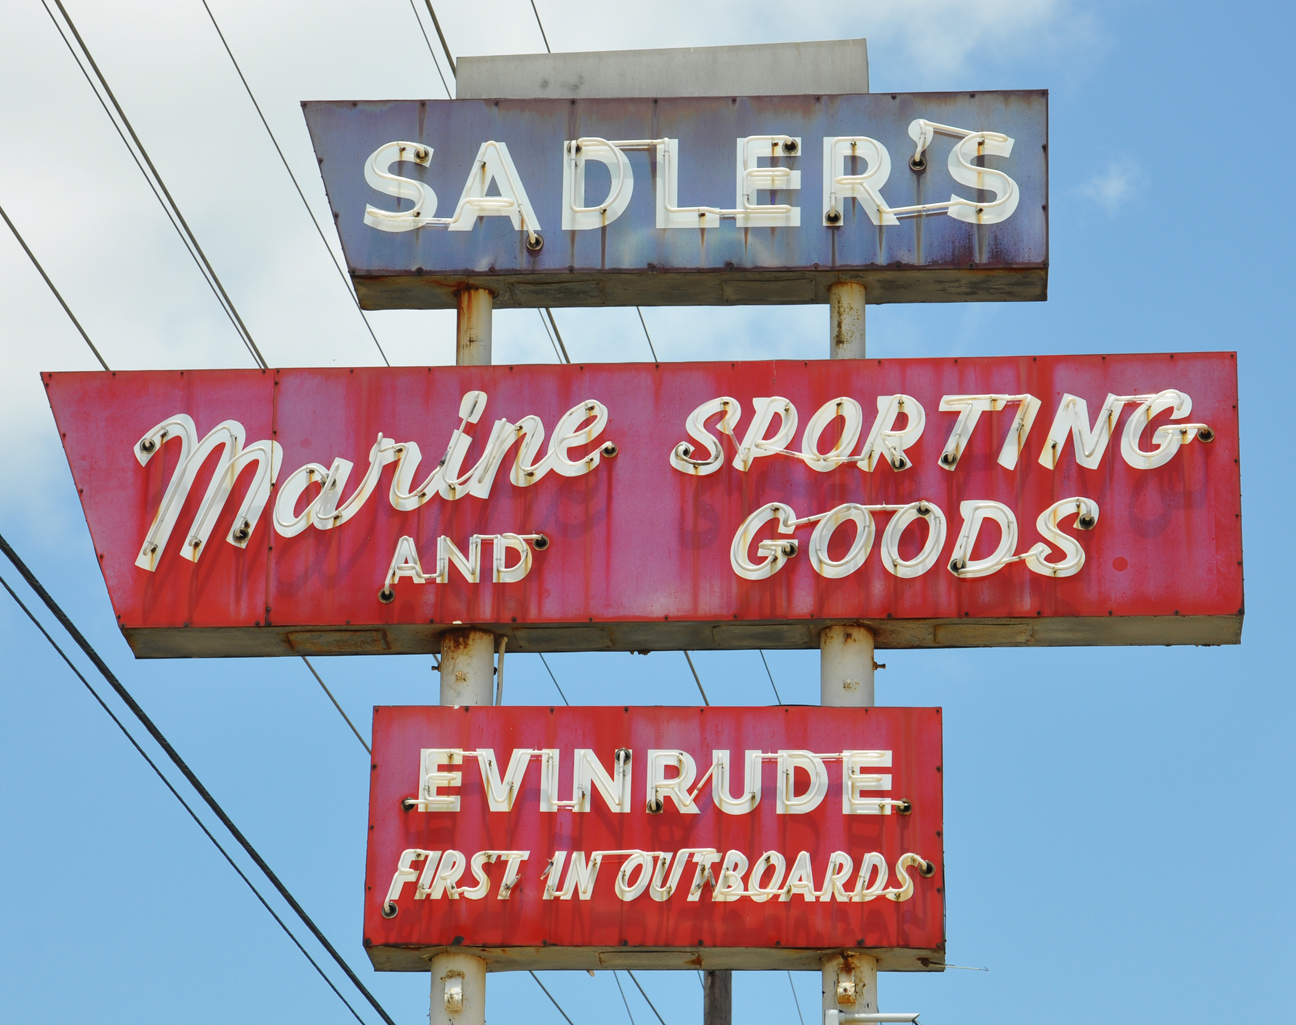 SADLER'S
Marine SPORTING
AND GOODS
EVINRUDE
FIRST IN OUTBOARDS